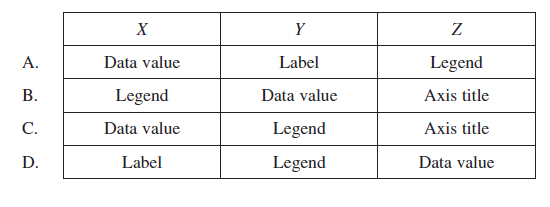 X Y Z
A. Data value Label Legend
B. Legend Data value Axis title
C. Data value Legend Axis title
D. Label Legend Data value